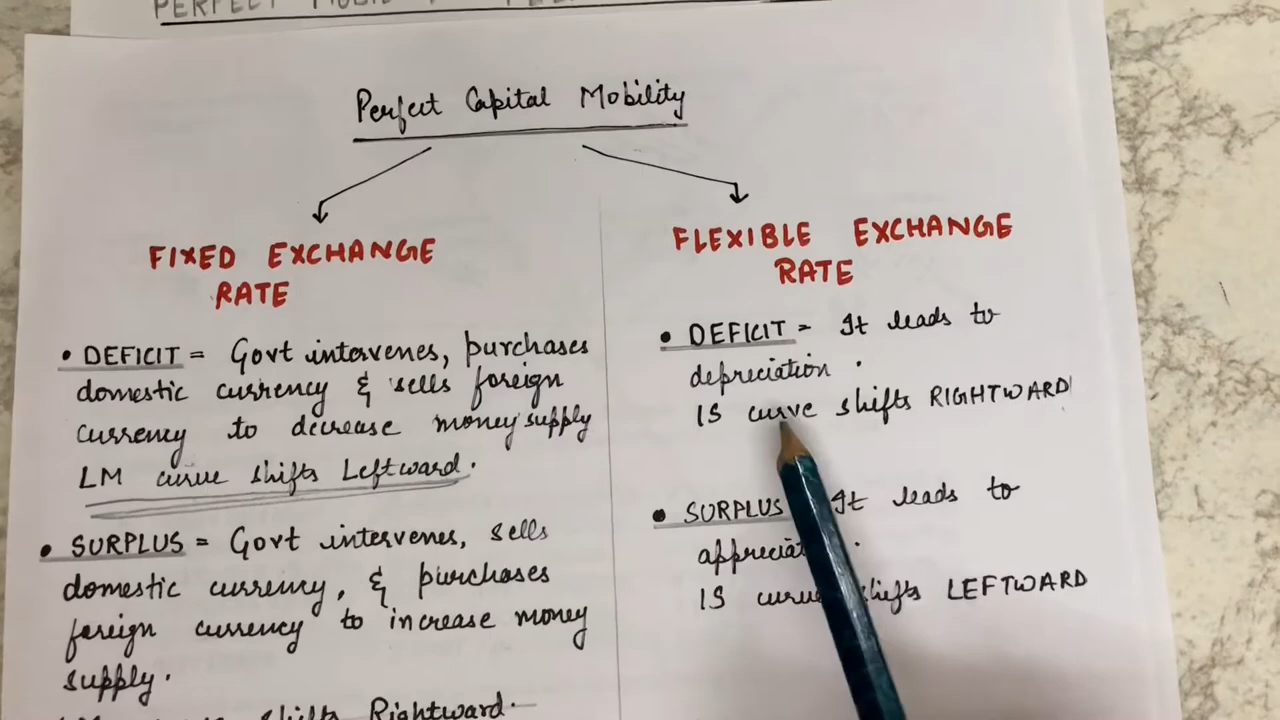 PERFECT
Perfect Capital Mobility
FIXED EXCHANGE
RATE
• DEFICIT = Govt intervenes, purchases
domestic currency & sells foreign
currency to decrease money supply
LM curve shifts Leftward.
• SURPLUS = Govt intervenes, sells
domestic currency, & purchases
foreign currency to increase money
supply.
shifts Rightward.
FLEXIBLE EXCHANGE
RATE
• DEFICIT = It leads to
depreciation.
IS curve shifts RIGHTWARD
• SURPLUS It leads to
IS curve shifts LEFTWARD